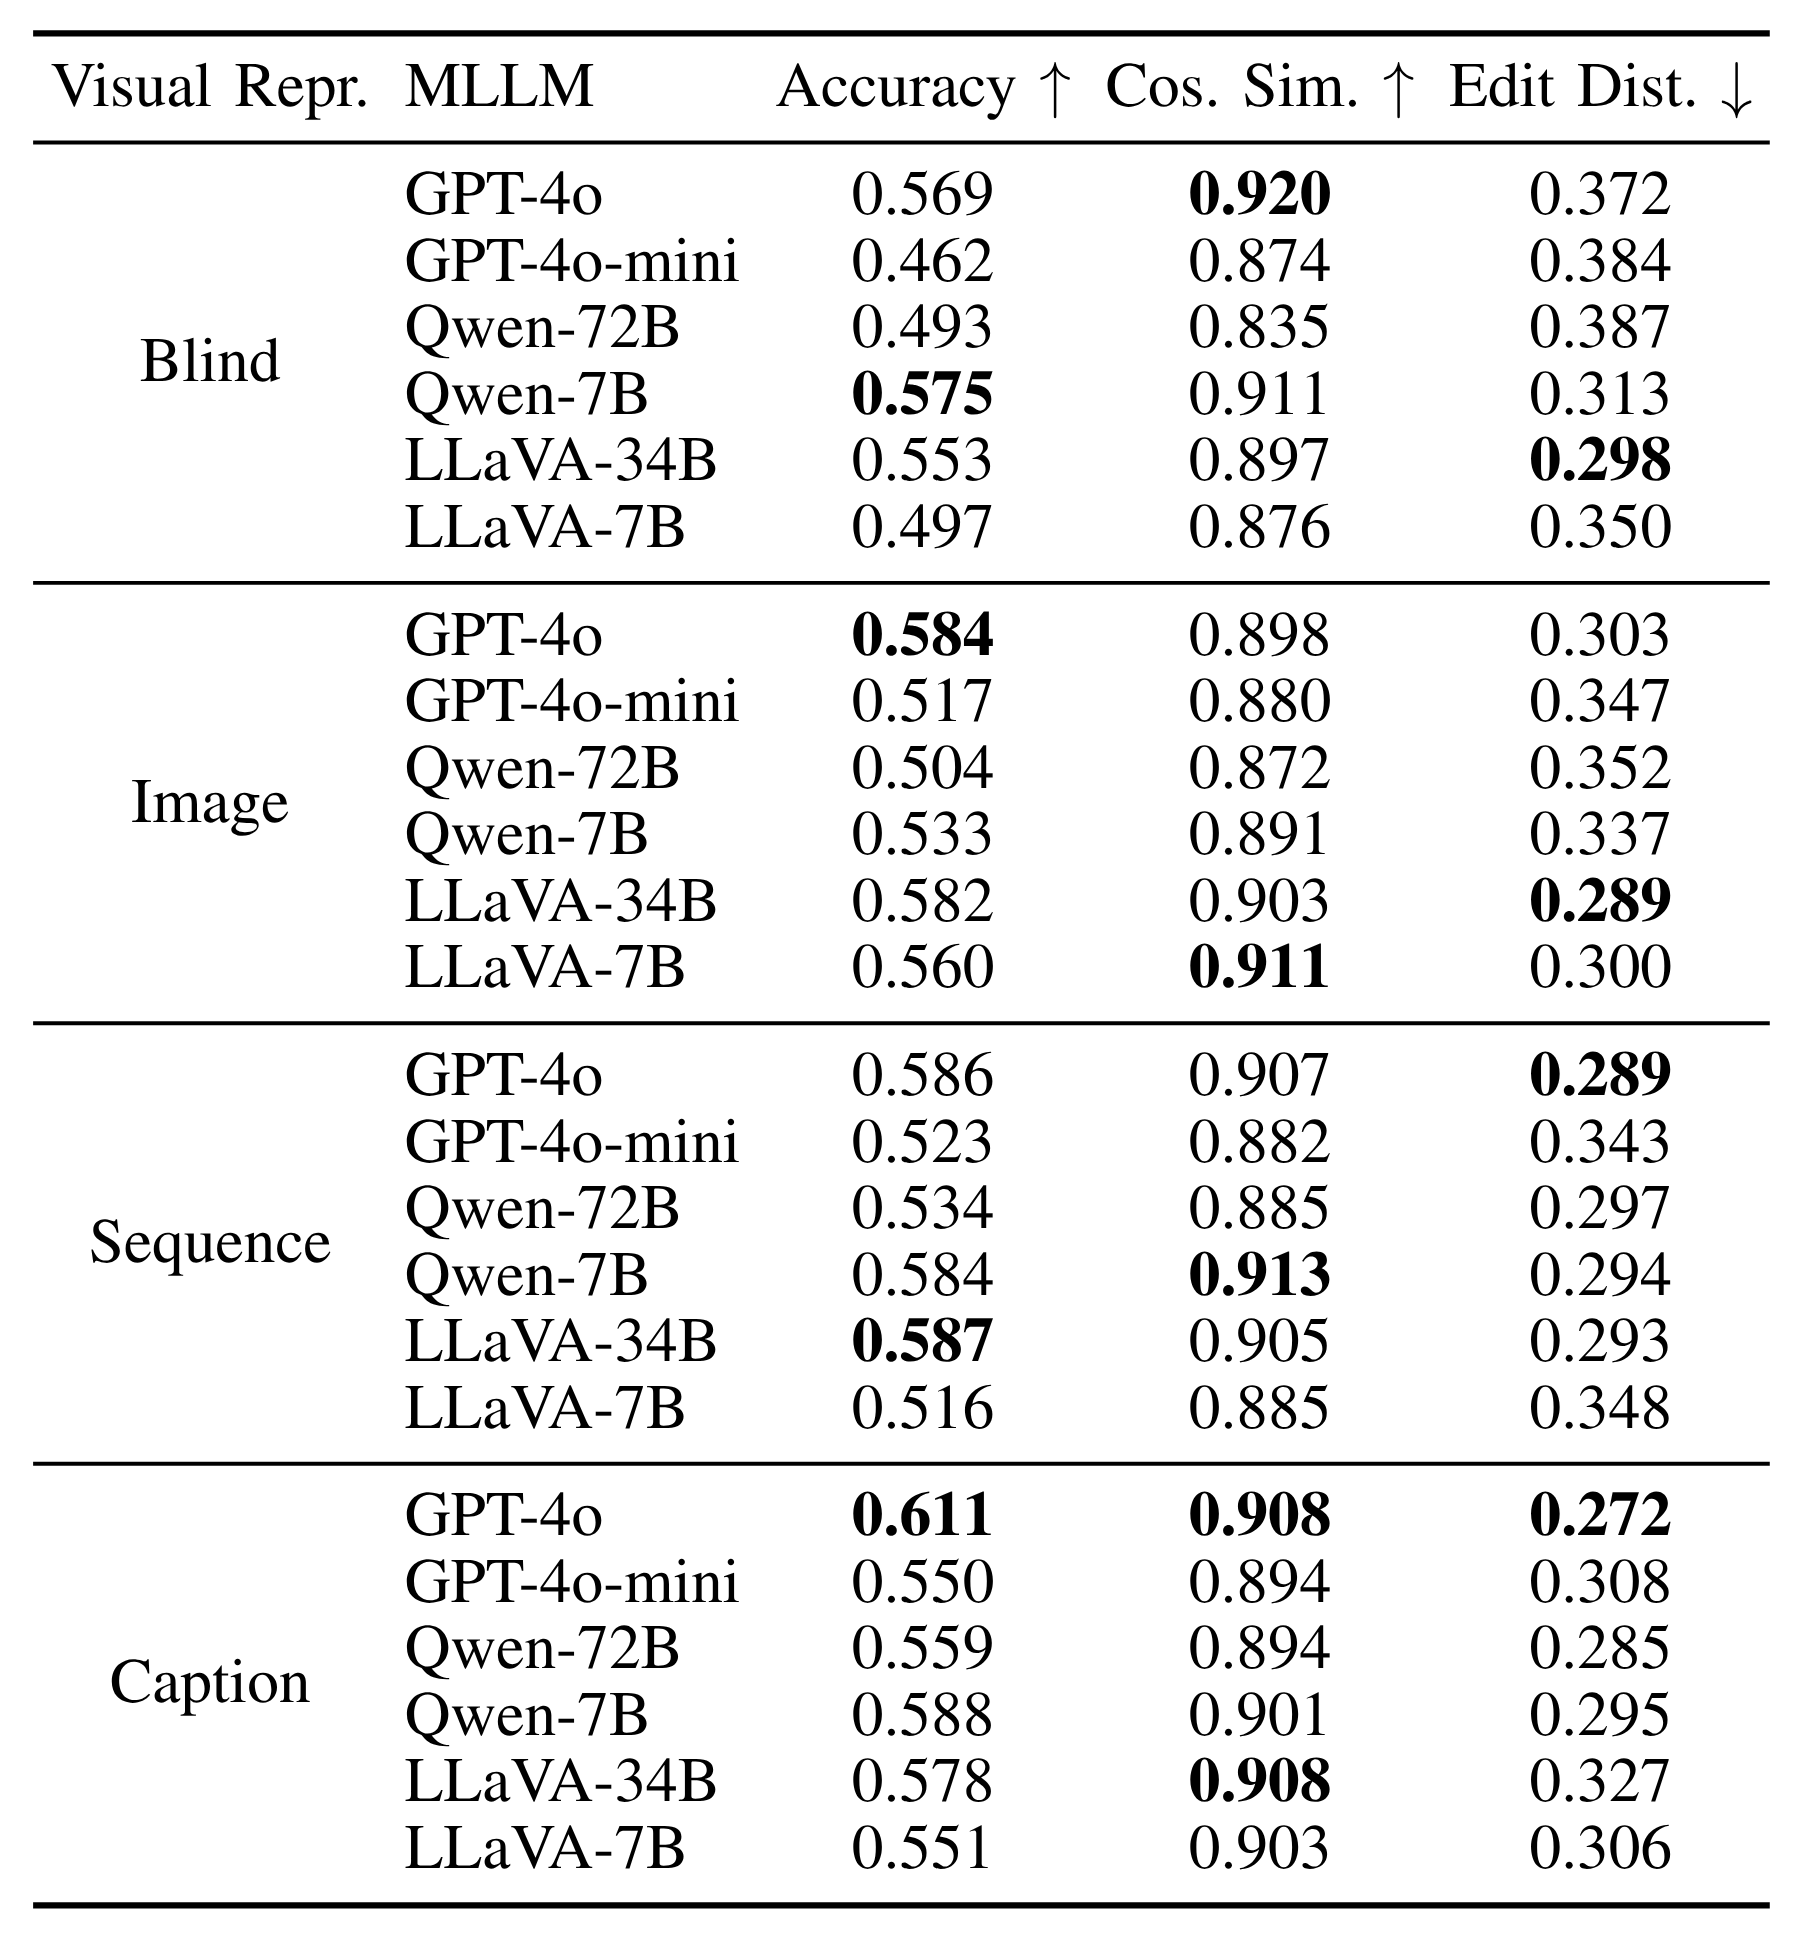 Visual Repr. MLLM Accuracy ↑ Cos. Sim. ↑ Edit Dist. ↓
Blind
GPT-4o 0.569 0.920 0.372
GPT-4o-mini 0.462 0.874 0.384
Qwen-72B 0.493 0.835 0.387
Qwen-7B 0.575 0.911 0.313
LLaVA-34B 0.553 0.897 0.298
LLaVA-7B 0.497 0.876 0.350
Image
GPT-4o 0.584 0.898 0.303
GPT-4o-mini 0.517 0.880 0.347
Qwen-72B 0.504 0.872 0.352
Qwen-7B 0.533 0.891 0.337
LLaVA-34B 0.582 0.903 0.289
LLaVA-7B 0.560 0.911 0.300
Sequence
GPT-4o 0.586 0.907 0.289
GPT-4o-mini 0.523 0.882 0.343
Qwen-72B 0.534 0.885 0.297
Qwen-7B 0.584 0.913 0.294
LLaVA-34B 0.587 0.905 0.293
LLaVA-7B 0.516 0.885 0.348
Caption
GPT-4o 0.611 0.908 0.272
GPT-4o-mini 0.550 0.894 0.308
Qwen-72B 0.559 0.894 0.285
Qwen-7B 0.588 0.901 0.295
LLaVA-34B 0.578 0.908 0.327
LLaVA-7B 0.551 0.903 0.306